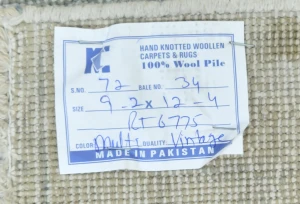 HAND KNOTTED WOOLLEN
CARPETS & RUGS
100% Wool Pile
S.NO. 72 BALE NO. 34
SIZE 9-2x12-4
RT 6775
COLOR Multi QUALITY Vintage
MADE IN PAKISTAN